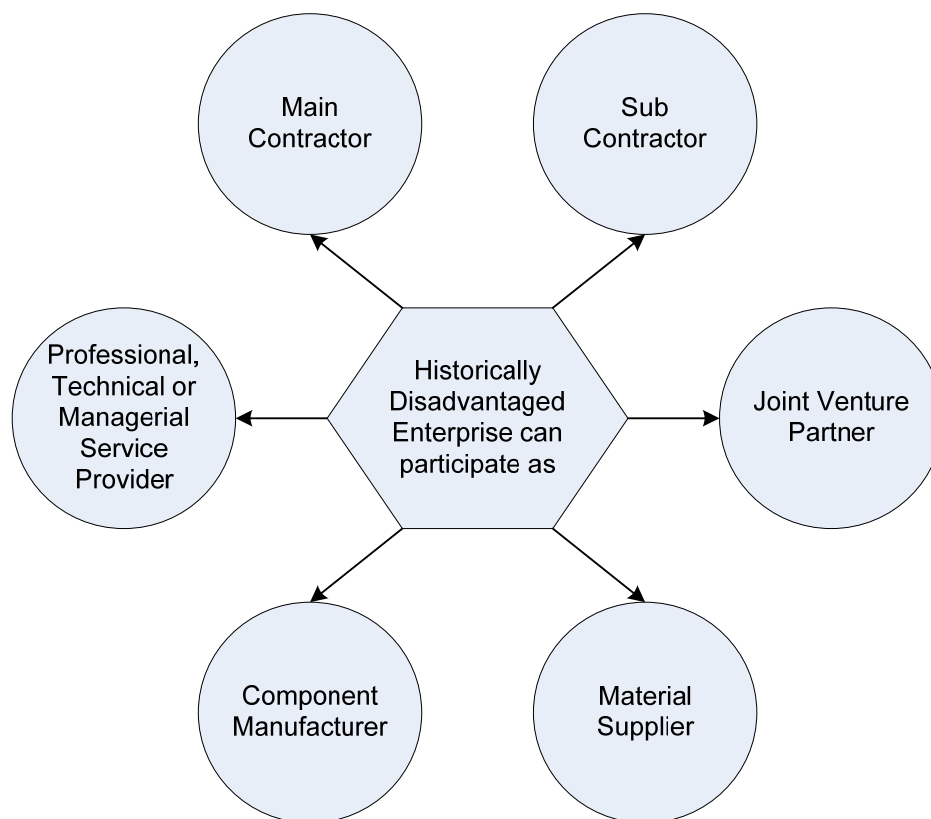 Main
Contractor
Sub
Contractor
Professional,
Technical or
Managerial
Service
Provider
Historically
Disadvantaged
Enterprise can
participate as
Joint Venture
Partner
Component
Manufacturer
Material
Supplier